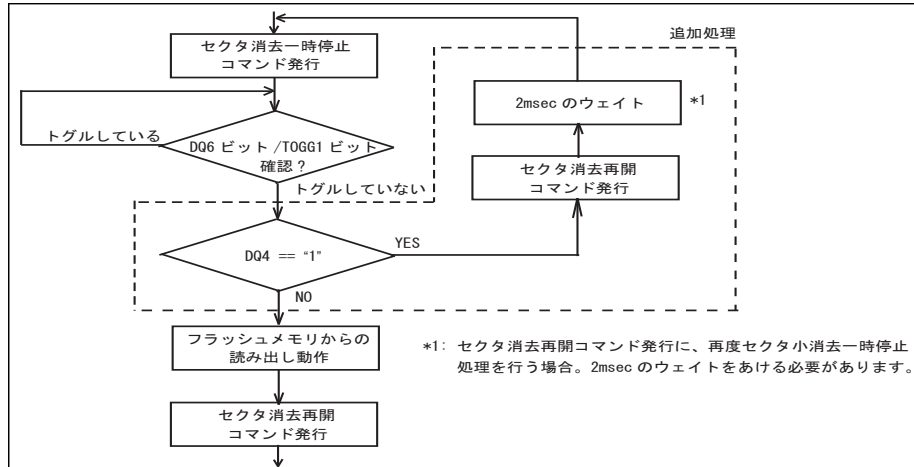 セクタ消去一時停止
コマンド発行
追加処理
2msec のウェイト
*1
トグルしている
DQ6 ビット /TOGG1 ビット
確認 ?
セクタ消去再開
コマンド発行
トグルしていない
DQ4 == “1”
YES
NO
フラッシュメモリからの
読み出し動作
*1: セクタ消去再開コマンド発行に、再度セクタ小消去一時停止
処理を行う場合。2msec のウェイトをあける必要があります。
セクタ消去再開
コマンド発行